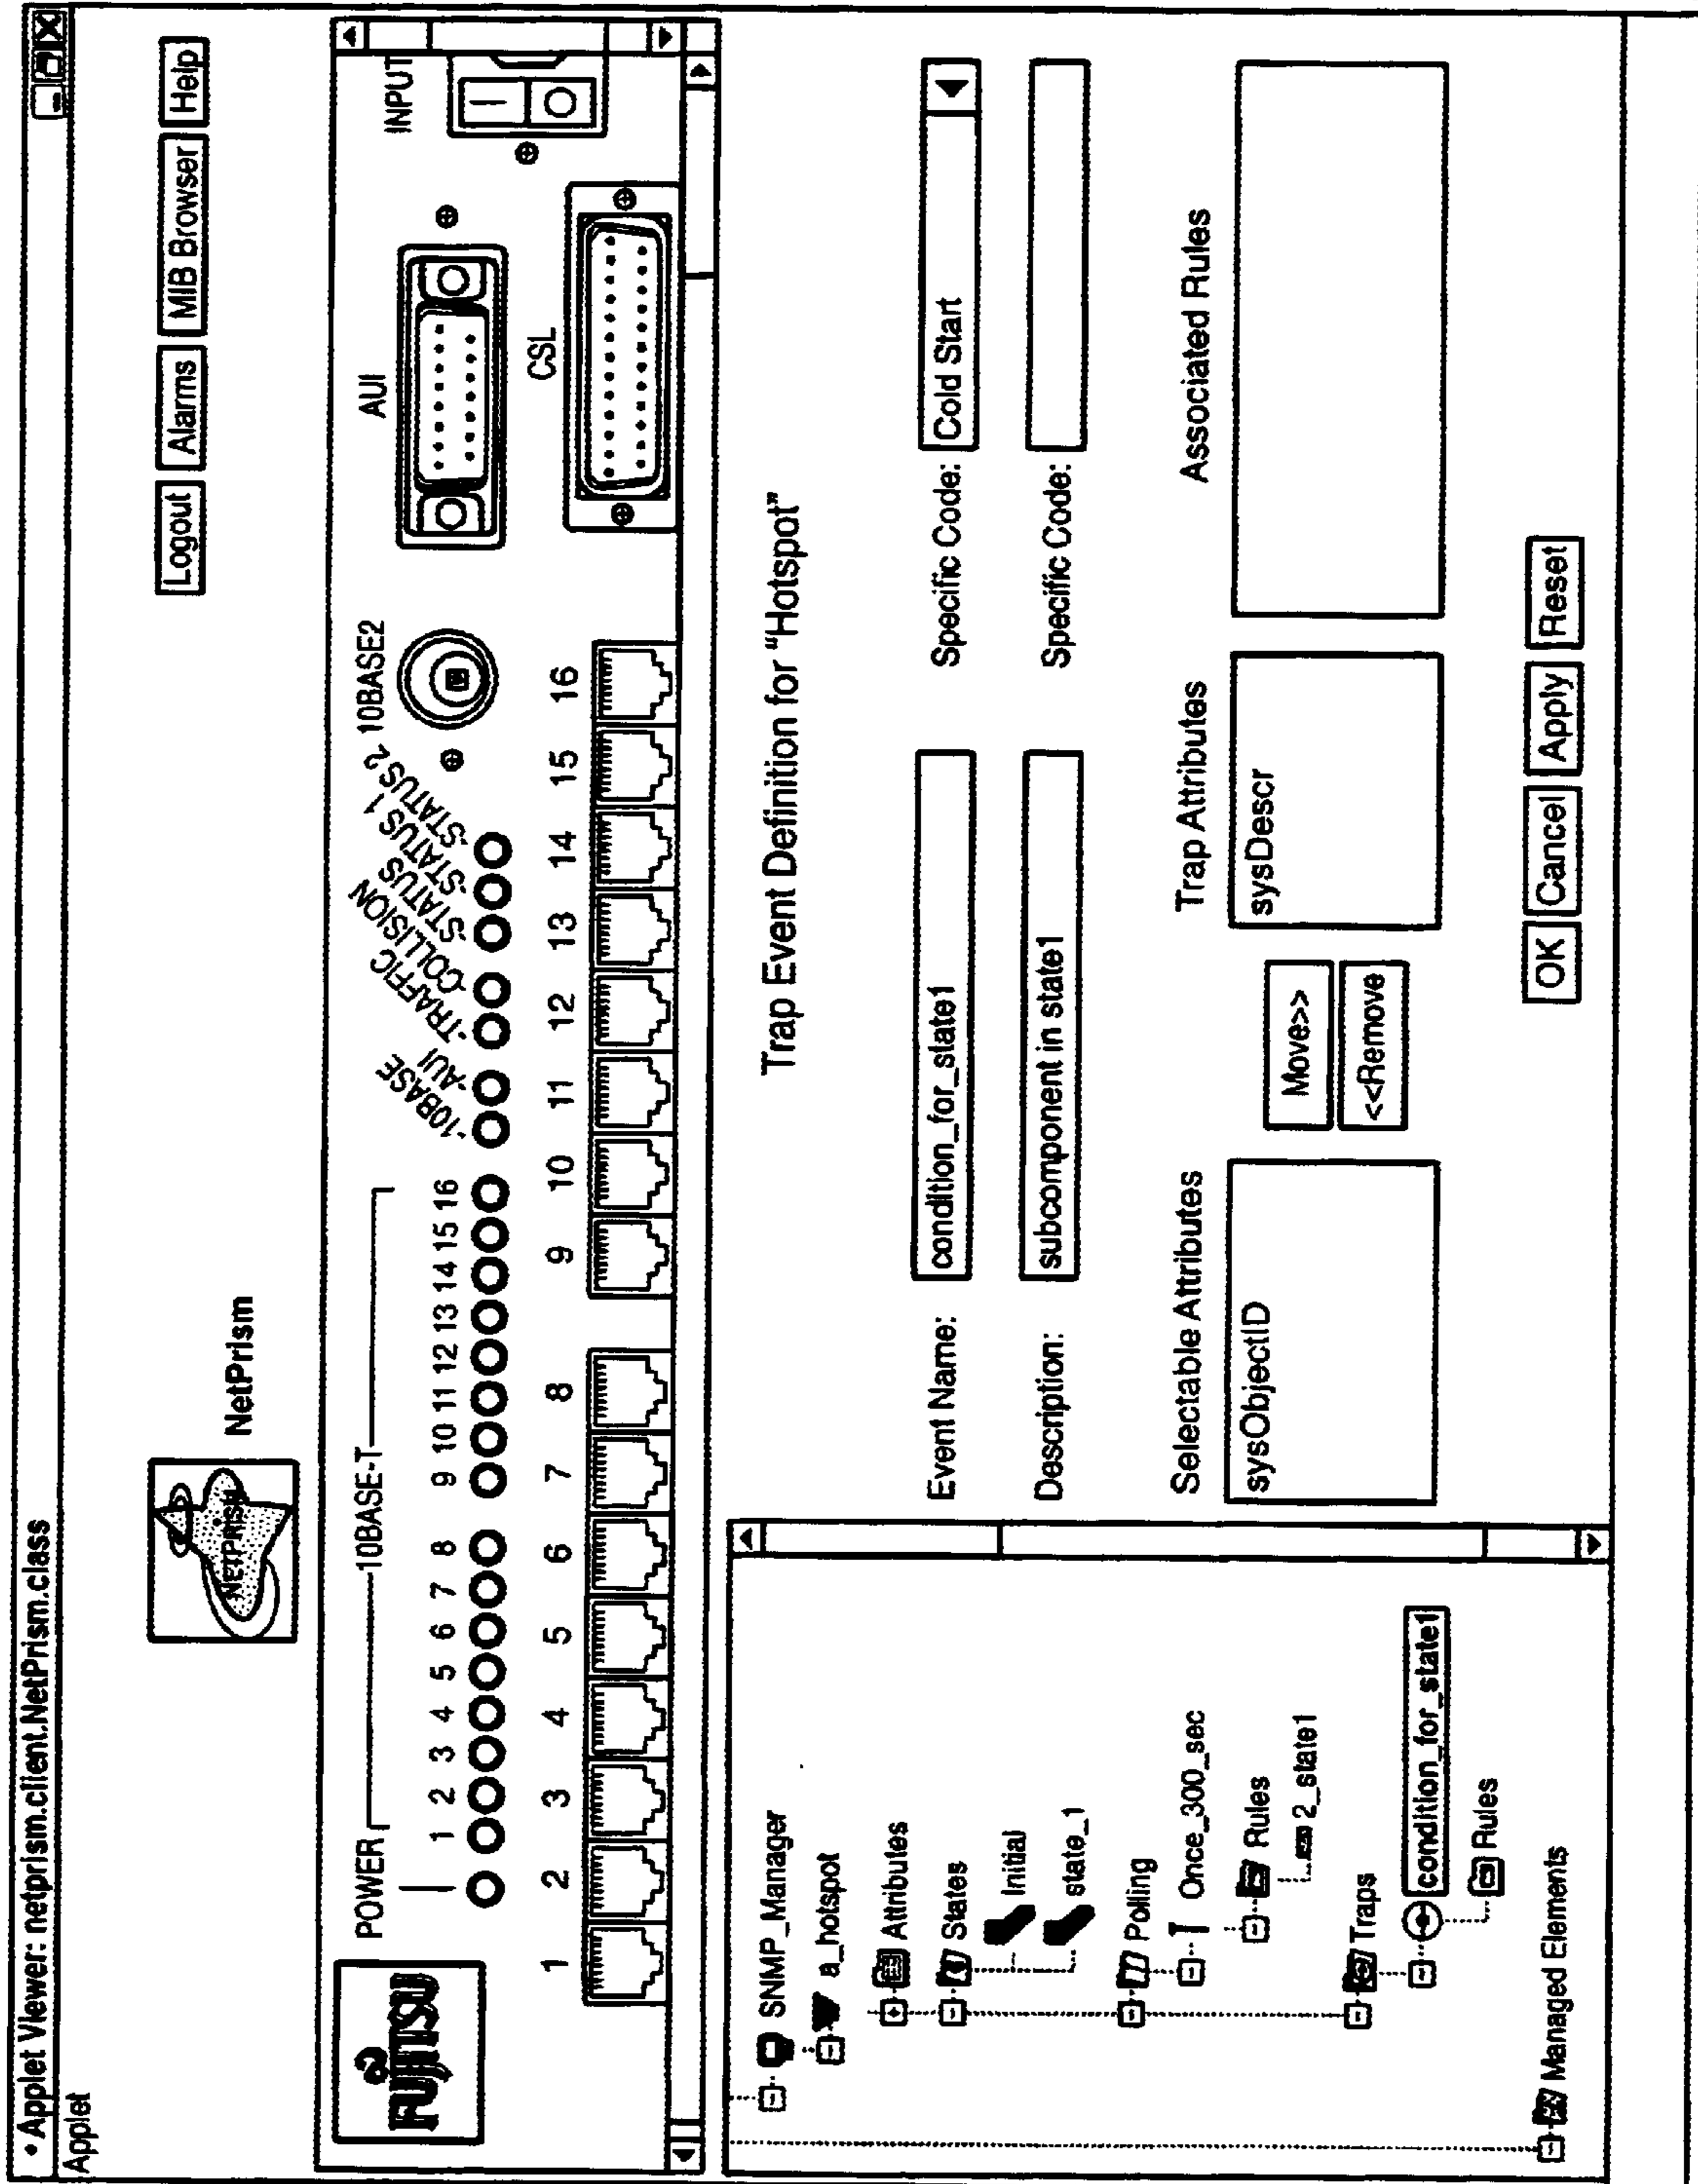 • Applet Viewer: netprism.client.NetPrism.class
Applet
NETPRISM
NetPrism
Logout Alarms MIB Browser Help
FUJITSU
POWER 10BASE-T 10BASE AUI TRAFFIC COLLISION STATUS STATUS 1 STATUS 2 10BASE2 AUI INPUT
1 2 3 4 5 6 7 8 9 10 11 12 13 14 15 16
CSL
1 2 3 4 5 6 7 8 9 10 11 12 13 14 15 16
SNMP_Manager
a_hotspot
Attributes
States
Initial
state_1
Polling
Once_300_sec
Rules
2_state1
Traps
condition_for_state1
Rules
Managed Elements
Trap Event Definition for "Hotspot"
Event Name: condition_for_state1 Specific Code: Cold Start
Description: subcomponent in state1 Specific Code:
Selectable Attributes Trap Attributes Associated Rules
sysObjectID sysDescr
Move>>
<<Remove
OK Cancel Apply Reset